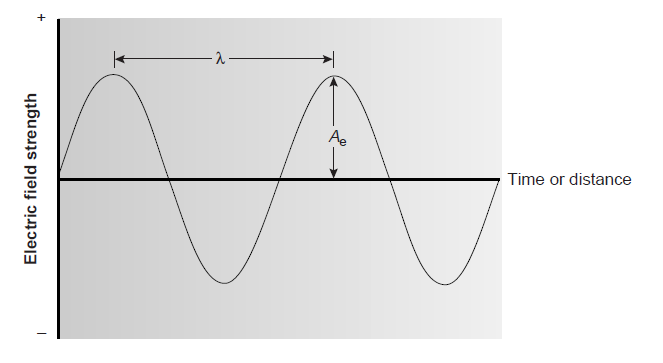 +
λ
Electric field strength
Ae
Time or distance
–